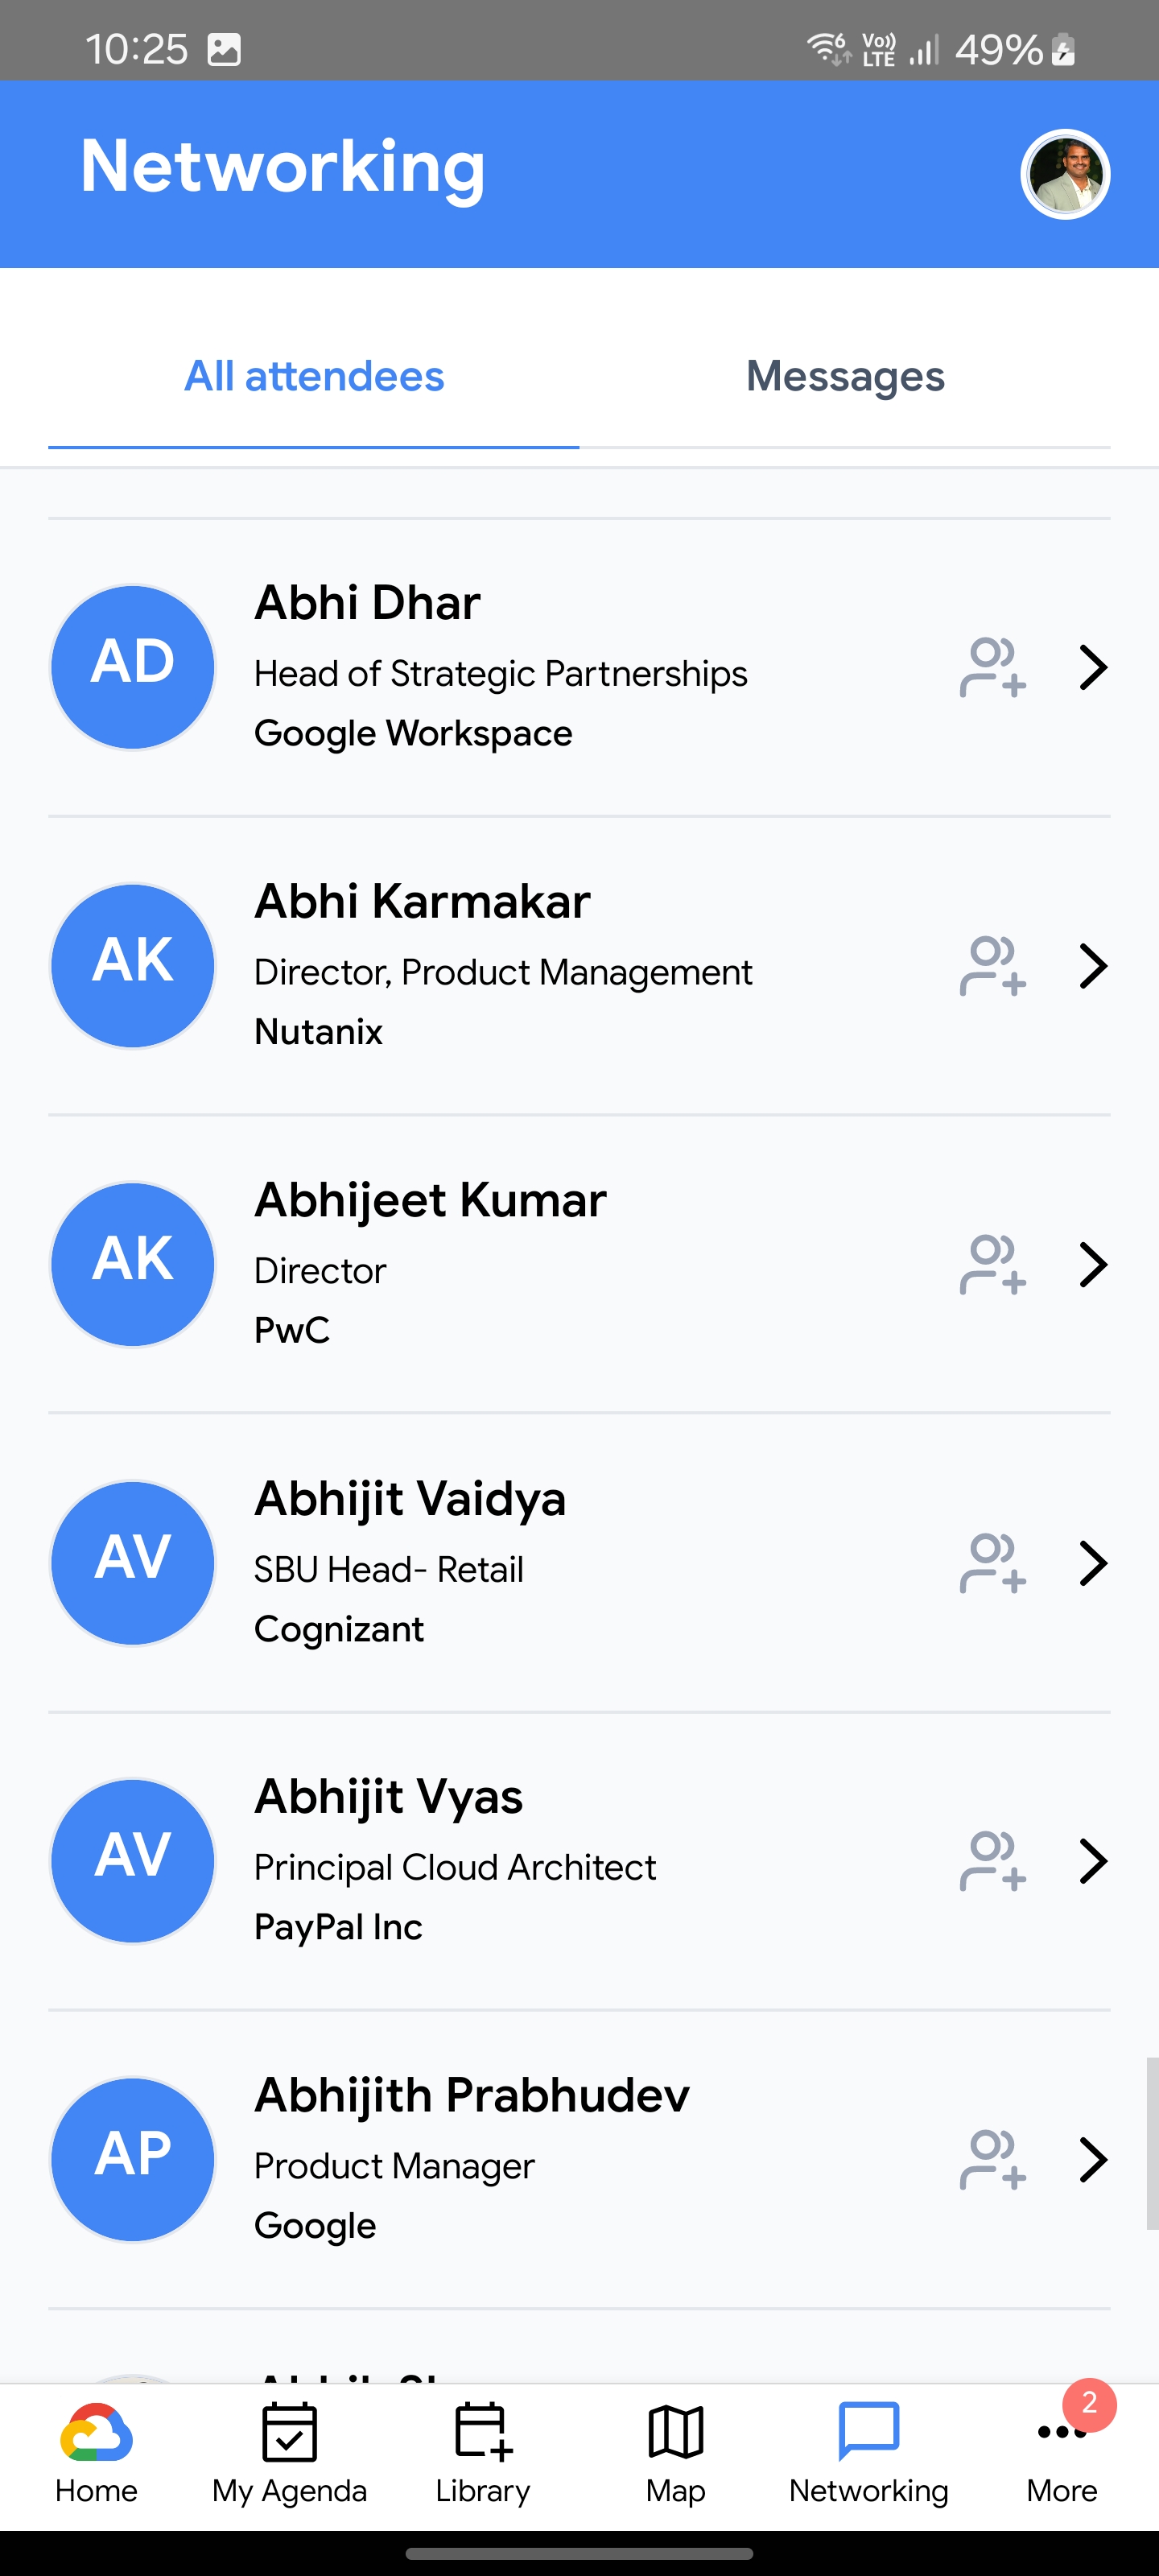 10:25
6 Vo)) LTE 49%
Networking
All attendees
Messages
AD
Abhi Dhar
Head of Strategic Partnerships
Google Workspace
AK
Abhi Karmakar
Director, Product Management
Nutanix
AK
Abhijeet Kumar
Director
PwC
AV
Abhijit Vaidya
SBU Head- Retail
Cognizant
AV
Abhijit Vyas
Principal Cloud Architect
PayPal Inc
AP
Abhijith Prabhudev
Product Manager
Google
2
Home
My Agenda
Library
Map
Networking
More